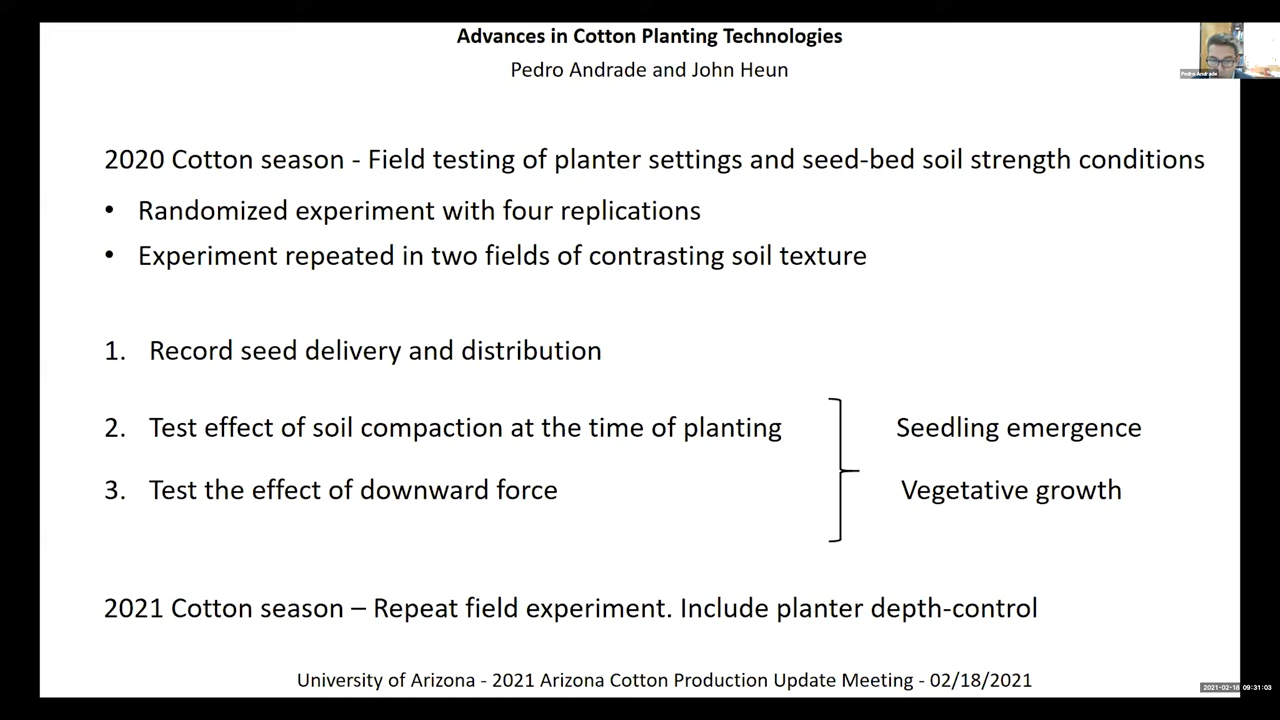 Advances in Cotton Planting Technologies
Pedro Andrade and John Heun
Pedro Andrade
2020 Cotton season - Field testing of planter settings and seed-bed soil strength conditions
• Randomized experiment with four replications
• Experiment repeated in two fields of contrasting soil texture
1. Record seed delivery and distribution
2. Test effect of soil compaction at the time of planting Seedling emergence
3. Test the effect of downward force Vegetative growth
2021 Cotton season – Repeat field experiment. Include planter depth-control
University of Arizona - 2021 Arizona Cotton Production Update Meeting - 02/18/2021
2021-02-18 09:31:03